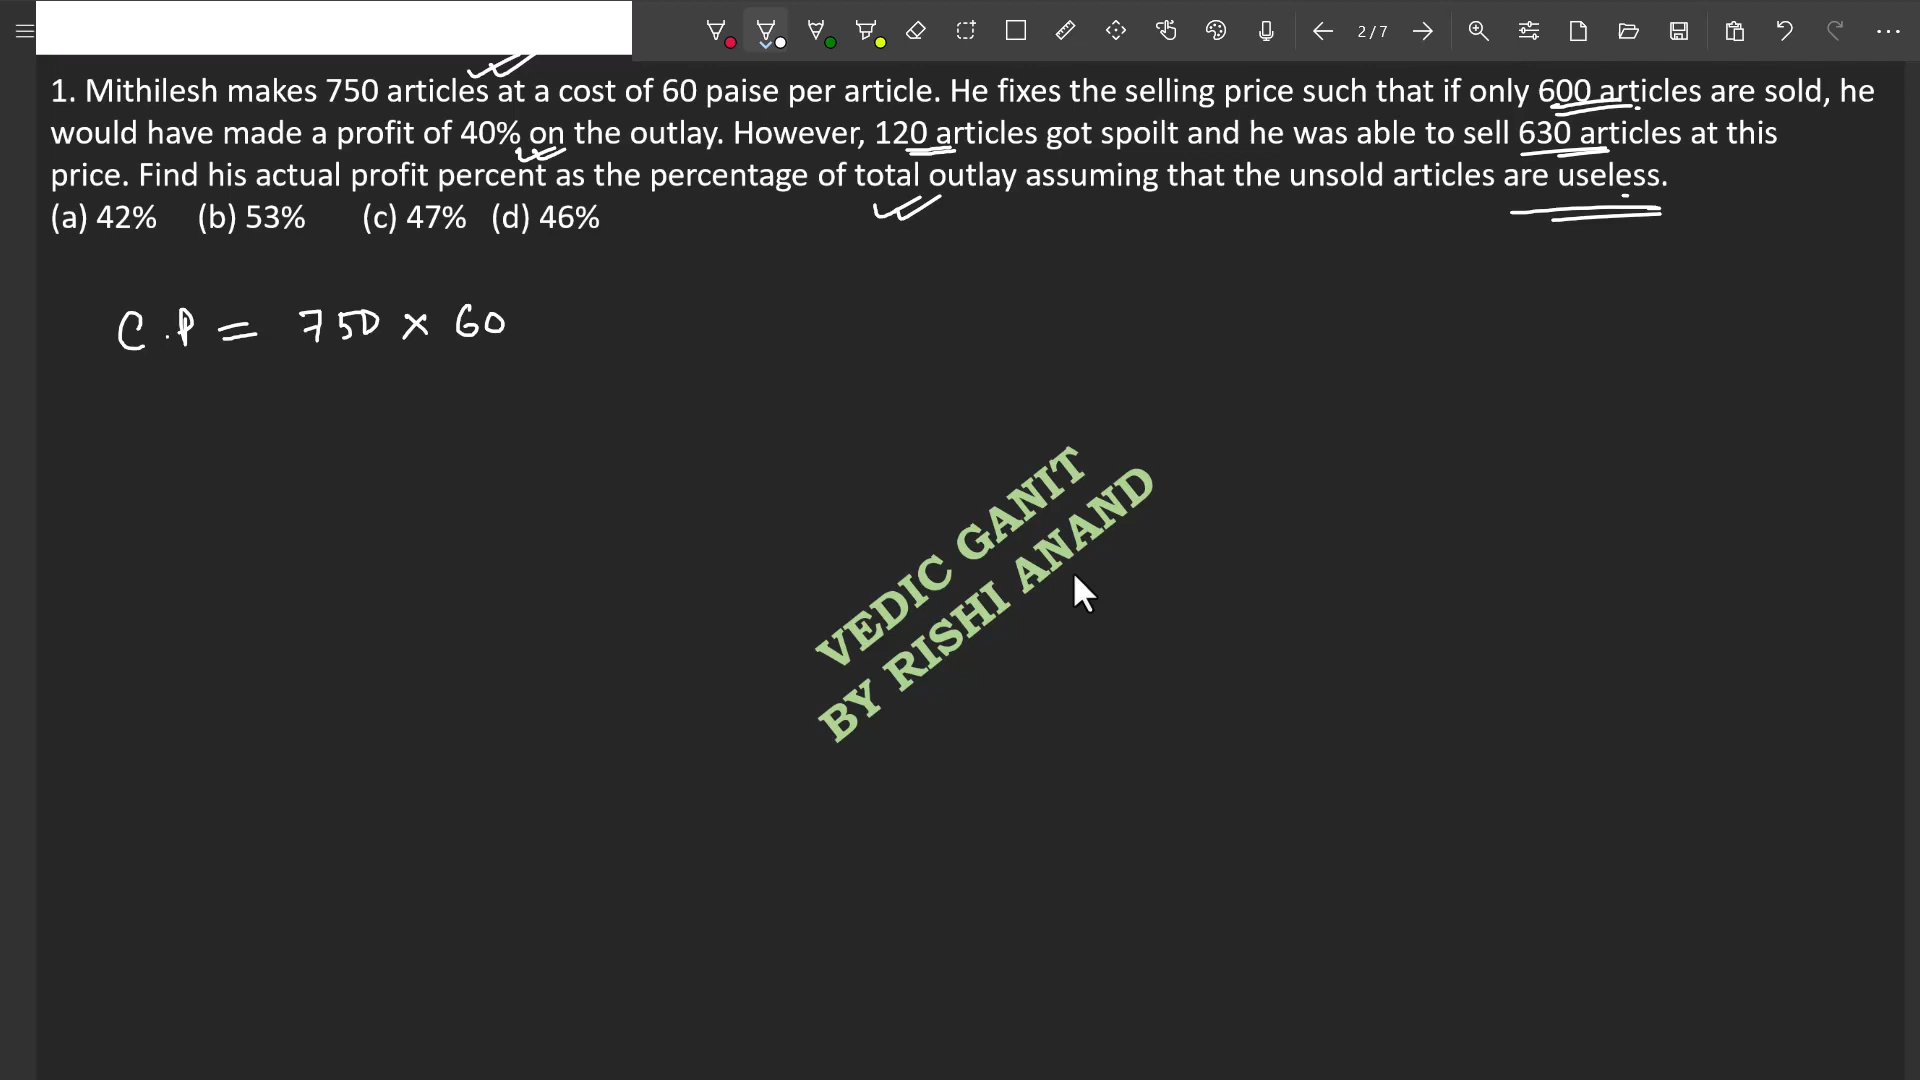 2 / 7
1. Mithilesh makes 750 articles at a cost of 60 paise per article. He fixes the selling price such that if only 600 articles are sold, he
would have made a profit of 40% on the outlay. However, 120 articles got spoilt and he was able to sell 630 articles at this
price. Find his actual profit percent as the percentage of total outlay assuming that the unsold articles are useless.
(a) 42% (b) 53% (c) 47% (d) 46%
C.P = 750 × 60
VEDIC GANIT
BY RISHI ANAND